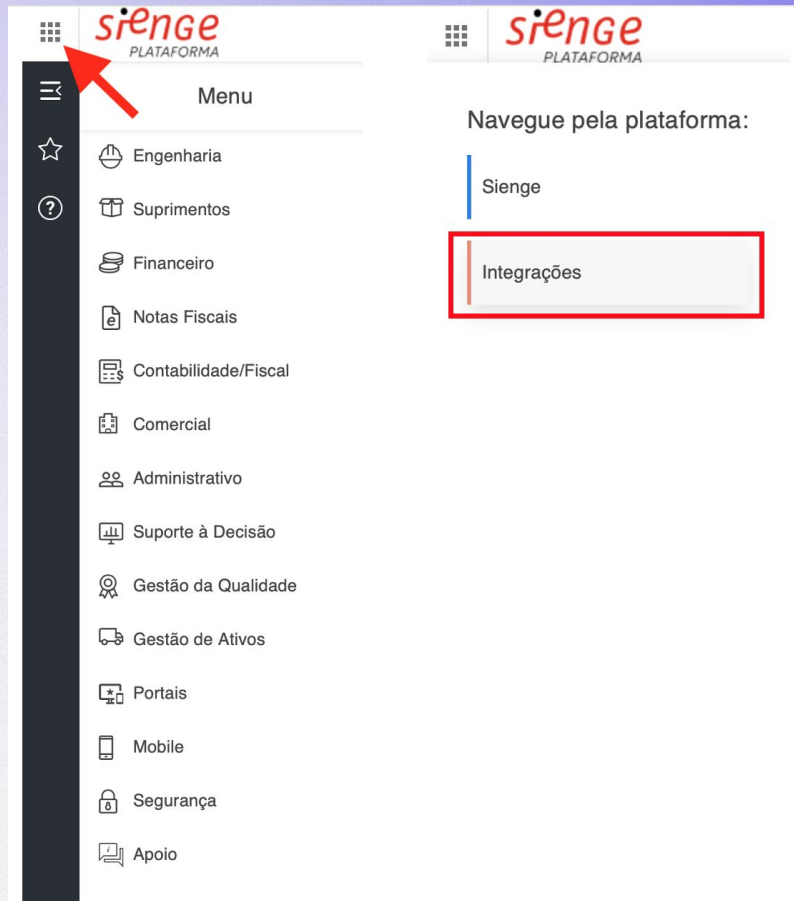 sienge
PLATAFORMA
Menu
Engenharia
Suprimentos
Financeiro
Notas Fiscais
Contabilidade/Fiscal
Comercial
Administrativo
Suporte à Decisão
Gestão da Qualidade
Gestão de Ativos
Portais
Mobile
Segurança
Apoio
sienge
PLATAFORMA
Navegue pela plataforma:
Sienge
Integrações